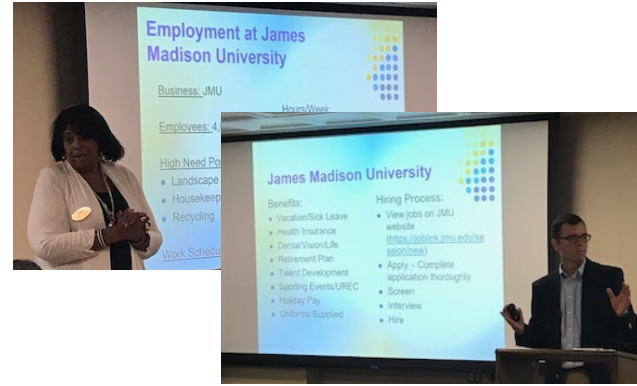 Employment at James
Madison University
Business: JMU
Hours/Week:
Employees: 4,
High Need Po
• Landscape
• Housekeep
• Recycling
Work Schedu
James Madison University
Benefits:
• Vacation/Sick Leave
• Health Insurance
• Dental/Vision/Life
• Retirement Plan
• Talent Development
• Sporting Events/UREC
• Holiday Pay
• Uniforms Supplied
Hiring Process:
• View jobs on JMU
website
(https://joblink.jmu.edu/se
ssion/new)
• Apply – Complete
application thoroughly
• Screen
• Interview
• Hire